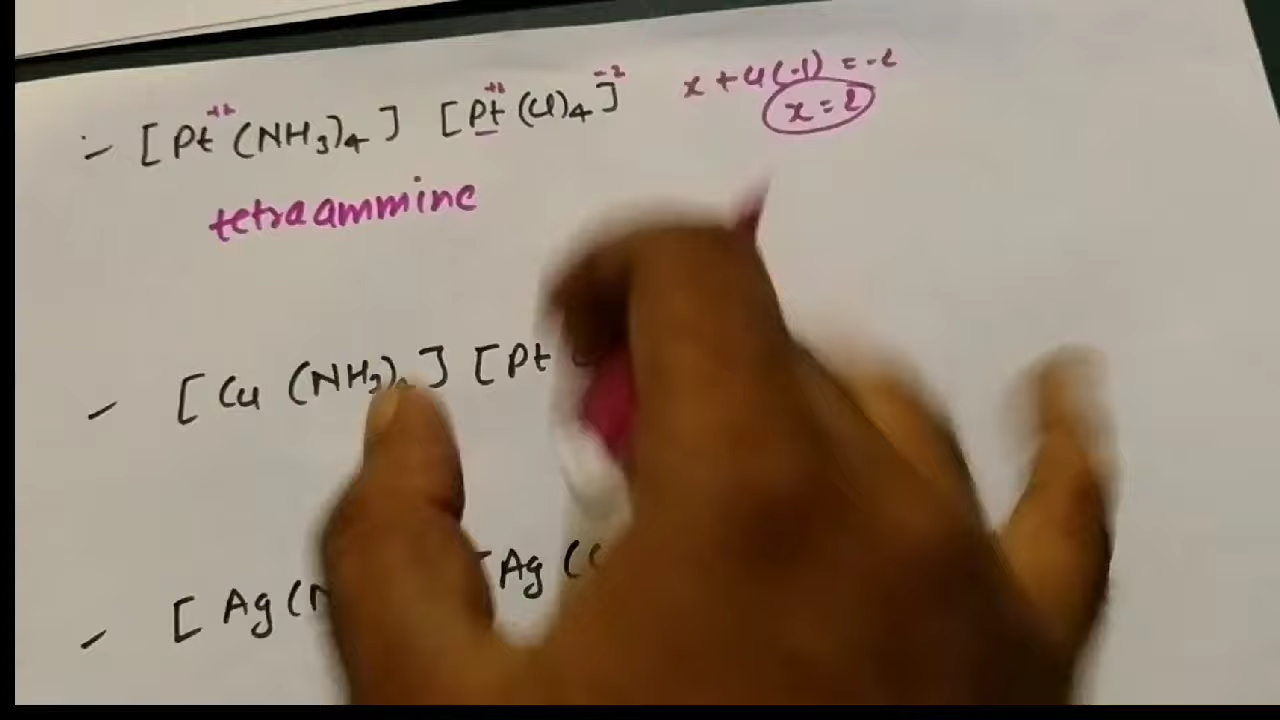 - [Pt⁺² (NH₃)₄] [Pt⁺² (Cl)₄]⁻² x + 4(-1) = -2
x = 2
tetraammine
- [Cu (NH₃) ] [Pt
- [Ag ( Ag (